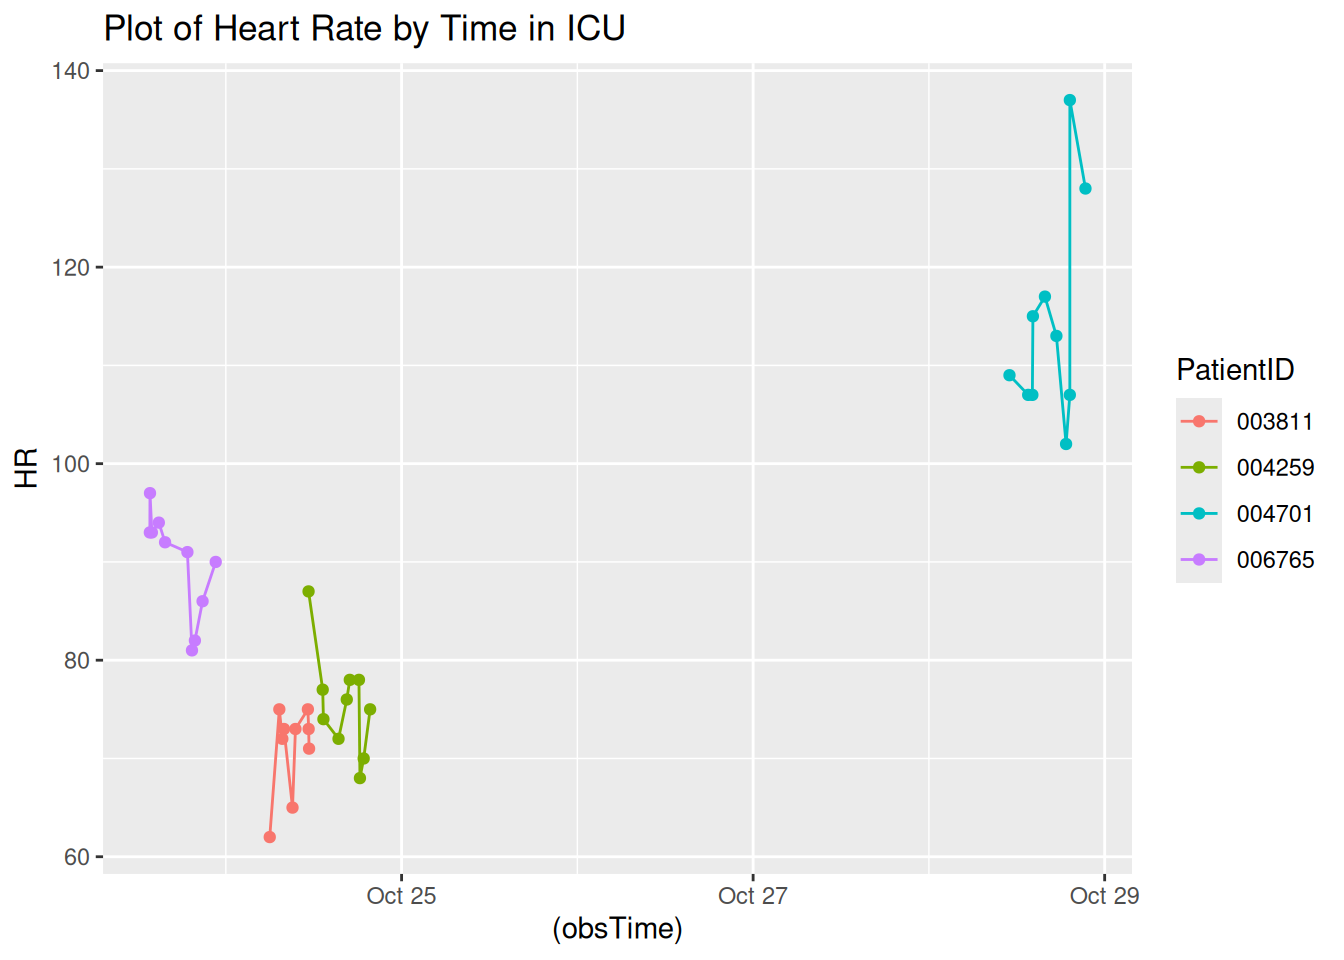 Plot of Heart Rate by Time in ICU
140
120
100
80
60
HR
Oct 25
Oct 27
Oct 29
(obsTime)
PatientID
003811
004259
004701
006765